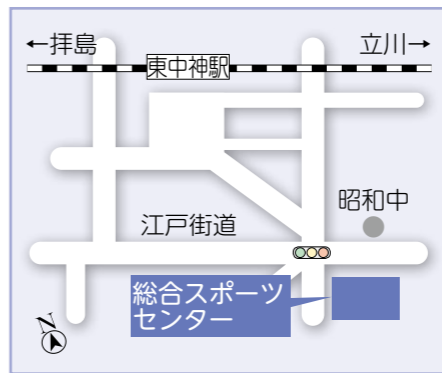 ←拝島
立川→
東中神駅
昭和中
江戸街道
総合スポーツ
センター
N